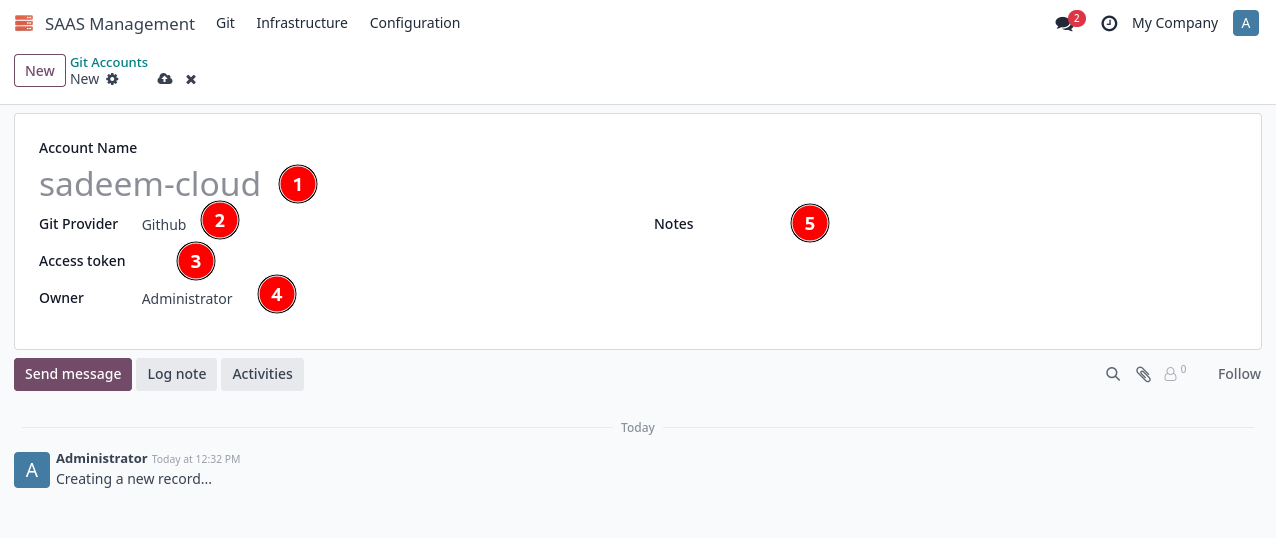 SAAS Management Git Infrastructure Configuration 2 My Company A
New Git Accounts
New
Account Name
sadeem-cloud 1
Git Provider Github 2 Notes 5
Access token 3
Owner Administrator 4
Send message Log note Activities 0 Follow
Today
A Administrator Today at 12:32 PM
Creating a new record...